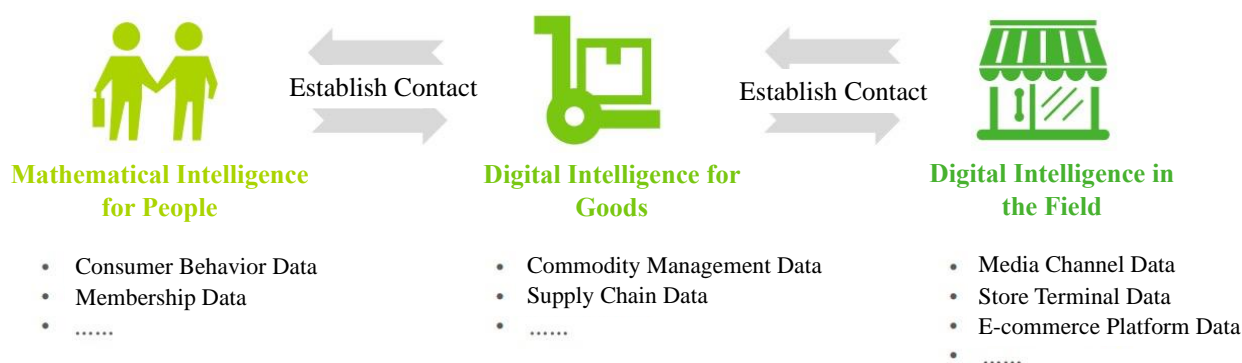 Establish Contact
Establish Contact
Mathematical Intelligence
for People
Digital Intelligence for
Goods
Digital Intelligence in
the Field
• Consumer Behavior Data
• Membership Data
• ......
• Commodity Management Data
• Supply Chain Data
• ......
• Media Channel Data
• Store Terminal Data
• E-commerce Platform Data
• ......